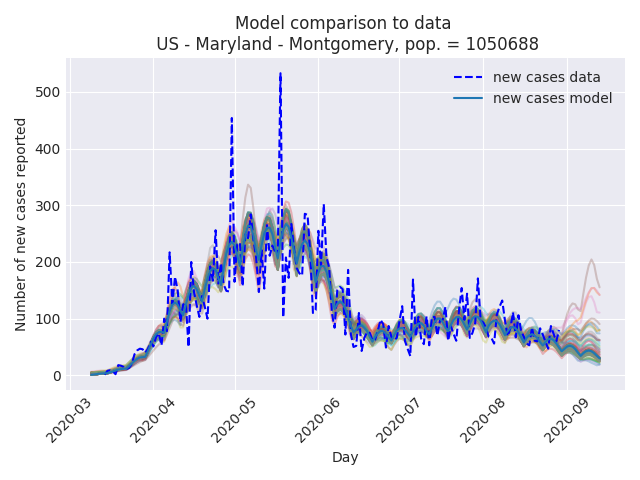 Model comparison to data
US - Maryland - Montgomery, pop. = 1050688
new cases data
new cases model
Number of new cases reported
500
400
300
200
100
0
2020-03
2020-04
2020-05
2020-06
2020-07
2020-08
2020-09
Day